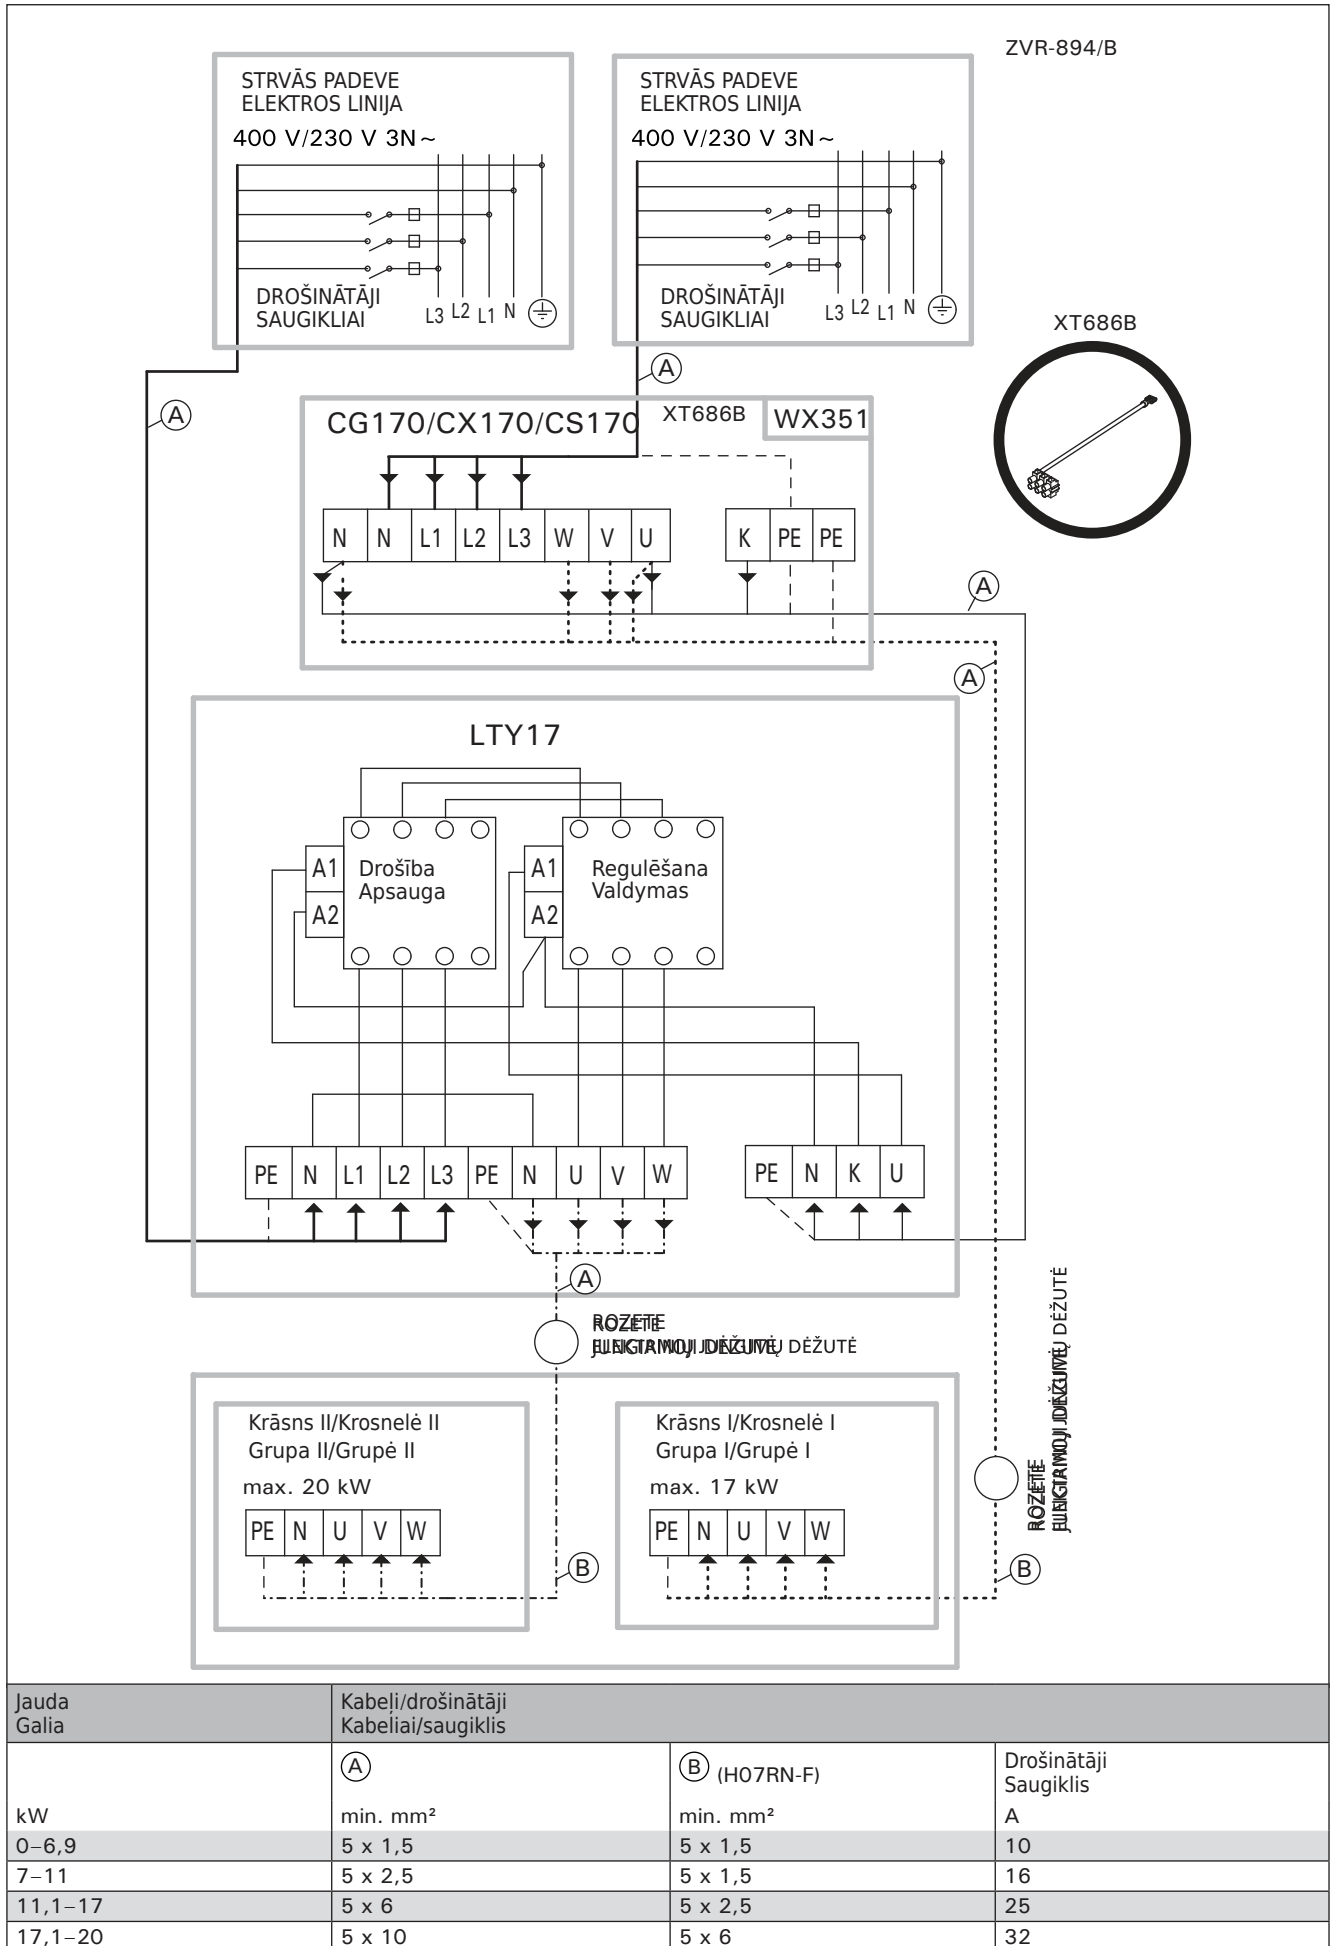 ZVR-894/B
STRVĀS PADEVE
ELEKTROS LINIJA
400 V/230 V 3N~
DROŠINĀTĀJI
SAUGIKLIAI
L3 L2 L1 N
STRVĀS PADEVE
ELEKTROS LINIJA
400 V/230 V 3N~
DROŠINĀTĀJI
SAUGIKLIAI
L3 L2 L1 N
XT686B
A
A
CG170/CX170/CS170
XT686B
WX351
N N L1 L2 L3 W V U
K PE PE
A
A
LTY17
A1
A2
Drošība
Apsauga
A1
A2
Regulēšana
Valdymas
PE N L1 L2 L3 PE N U V W
PE N K U
A
ROZETE
DĖŽUTĖ
ROZETE
DĖŽUTĖ
Krāsns II/Krosnelė II
Grupa II/Grupė II
max. 20 kW
PE N U V W
B
Krāsns I/Krosnelė I
Grupa I/Grupė I
max. 17 kW
PE N U V W
B
Jauda
Galia
Kabeļi/drošinātāji
Kabeliai/saugiklis
A
B (H07RN-F)
Drošinātāji
Saugiklis
kW min. mm² min. mm² A
0–6,9 5 x 1,5 5 x 1,5 10
7–11 5 x 2,5 5 x 1,5 16
11,1–17 5 x 6 5 x 2,5 25
17,1–20 5 x 10 5 x 6 32